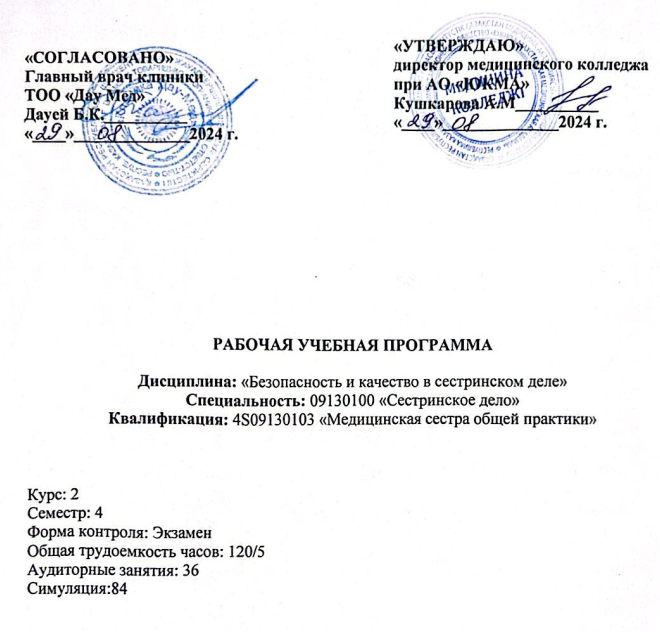 «СОГЛАСОВАНО»
Главный врач клиники
ТОО «Дау Мед»
Дауей Б.К.
«29» 08 2024 г.
«УТВЕРЖДАЮ»
директор медицинского колледжа
при АО «ЮКМА»
Кушкарова А.М
«29» 08 2024 г.
МЕДИЦИНА
КОЛЛЕДЖІ
РАБОЧАЯ УЧЕБНАЯ ПРОГРАММА
Дисциплина: «Безопасность и качество в сестринском деле»
Специальность: 09130100 «Сестринское дело»
Квалификация: 4S09130103 «Медицинская сестра общей практики»
Курс: 2
Семестр: 4
Форма контроля: Экзамен
Общая трудоемкость часов: 120/5
Аудиторные занятия: 36
Симуляция:84